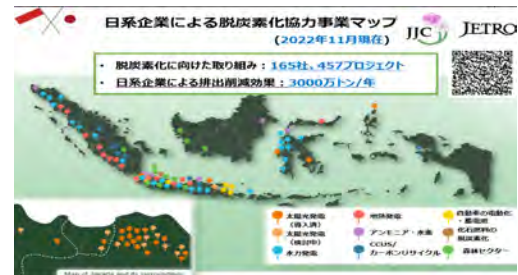 日系企業による脱炭素化協力事業マップ
(2022年11月現在)
JJC
JETRO
• 脱炭素化に向けた取り組み：165社、457プロジェクト
• 日系企業による排出削減効果：3000万トン/年
太陽光発電
(導入済)
太陽光発電
(検討中)
水力発電
地熱発電
アンモニア・水素
CCUS/
カーボンリサイクル
自動車の電動化
・蓄電池
化石燃料の
脱炭素化
森林セクター
Map of Jakarta and its surroundings